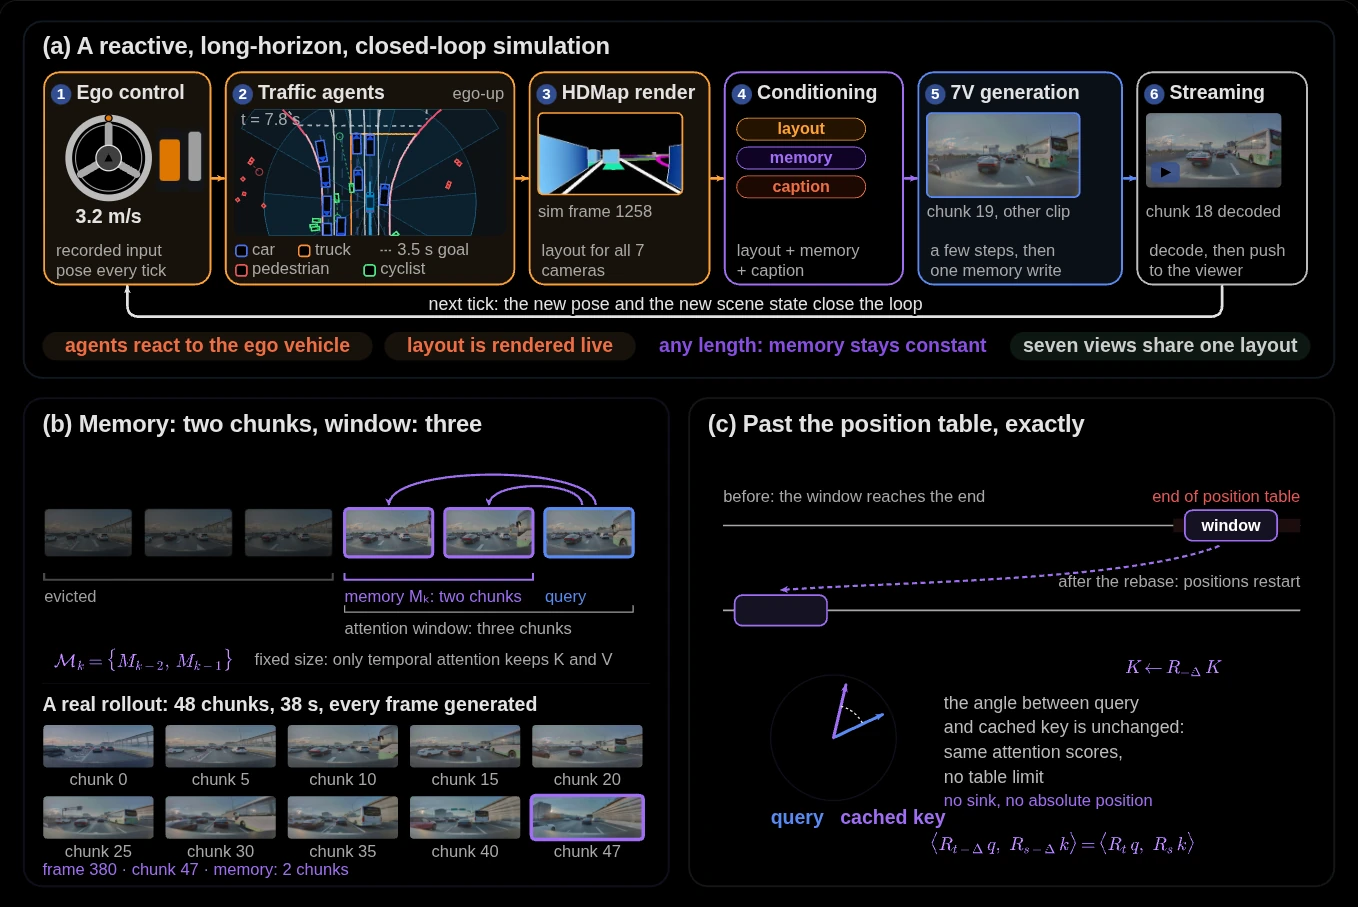 (a) A reactive, long-horizon, closed-loop simulation
1 Ego control
3.2 m/s
recorded input
pose every tick
2 Traffic agents
ego-up
t = 7.8 s
car truck --- 3.5 s goal
pedestrian cyclist
3 HDMap render
sim frame 1258
layout for all 7
cameras
4 Conditioning
layout
memory
caption
layout + memory
+ caption
5 7V generation
chunk 19, other clip
a few steps, then
one memory write
6 Streaming
chunk 18 decoded
decode, then push
to the viewer
next tick: the new pose and the new scene state close the loop
agents react to the ego vehicle
layout is rendered live
any length: memory stays constant
seven views share one layout
(b) Memory: two chunks, window: three
evicted
memory Mₖ: two chunks
query
attention window: three chunks
ℳ_k = {M_{k−2}, M_{k−1}}
fixed size: only temporal attention keeps K and V
A real rollout: 48 chunks, 38 s, every frame generated
chunk 0
chunk 5
chunk 10
chunk 15
chunk 20
chunk 25
chunk 30
chunk 35
chunk 40
chunk 47
frame 380 · chunk 47 · memory: 2 chunks
(c) Past the position table, exactly
before: the window reaches the end
end of position table
window
after the rebase: positions restart
K ← R_{−Δ} K
the angle between query
and cached key is unchanged:
same attention scores,
no table limit
no sink, no absolute position
query cached key
⟨R_{t−Δ} q, R_{s−Δ} k⟩ = ⟨R_t q, R_s k⟩